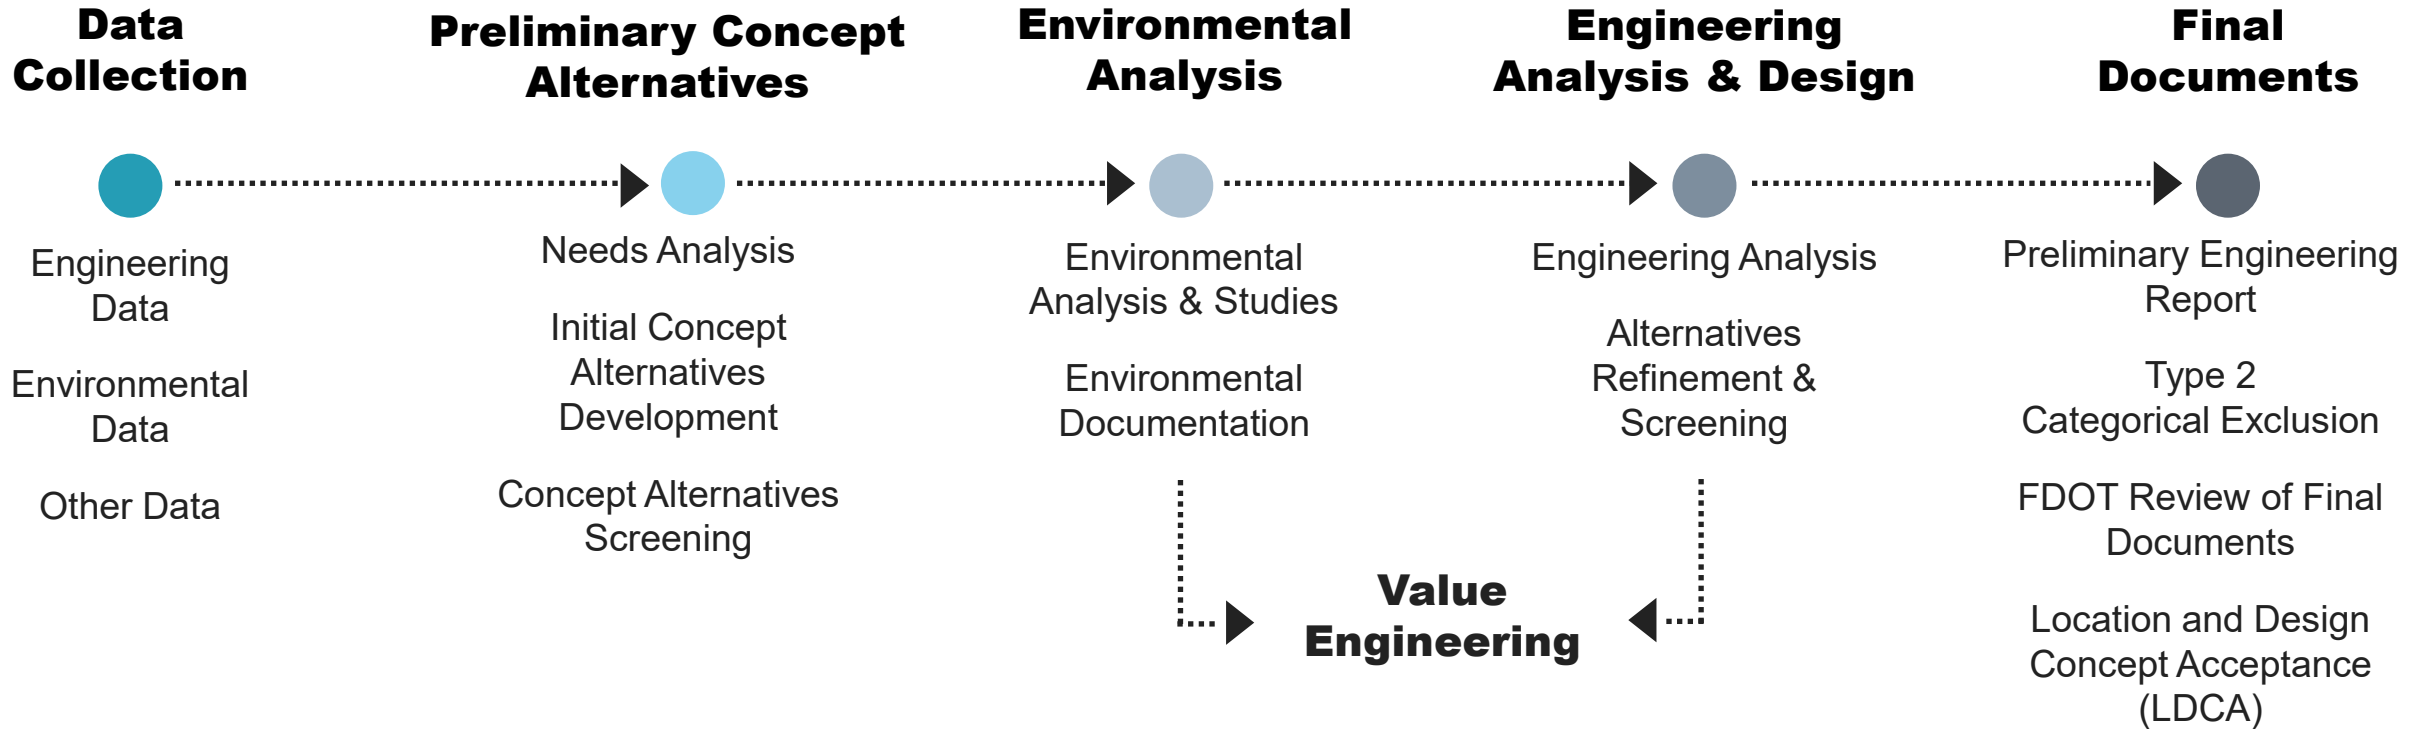 Data
Collection
Preliminary Concept
Alternatives
Environmental
Analysis
Engineering
Analysis & Design
Final
Documents
Engineering
Data
Environmental
Data
Other Data
Needs Analysis
Initial Concept
Alternatives
Development
Concept Alternatives
Screening
Environmental
Analysis & Studies
Environmental
Documentation
Engineering Analysis
Alternatives
Refinement &
Screening
Value
Engineering
Preliminary Engineering
Report
Type 2
Categorical Exclusion
FDOT Review of Final
Documents
Location and Design
Concept Acceptance
(LDCA)